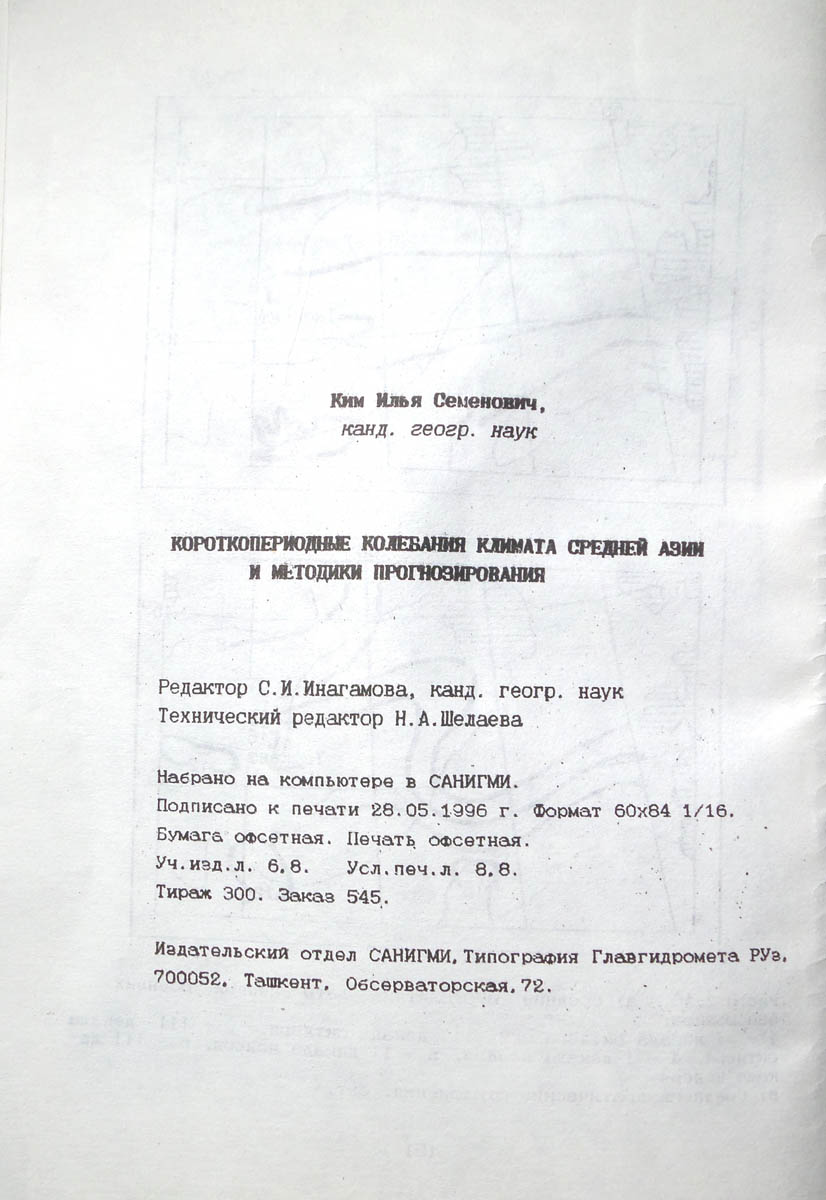 Ким Илья Семенович,
канд. геогр. наук
КОРОТКОПЕРИОДНЫЕ КОЛЕБАНИЯ КЛИМАТА СРЕДНЕЙ АЗИИ
И МЕТОДИКИ ПРОГНОЗИРОВАНИЯ
Редактор С.И.Инагамова, канд. геогр. наук
Технический редактор Н.А.Шелаева
Набрано на компьютере в САНИГМИ.
Подписано к печати 28.05.1996 г. Формат 60x84 1/16.
Бумага офсетная. Печать офсетная.
Уч.изд.л. 6.8. Усл.печ.л. 8.8.
Тираж 300. Заказ 545.
Издательский отдел САНИГМИ. Типография Главгидромета РУз.
700052. Ташкент, Обсерваторская, 72.